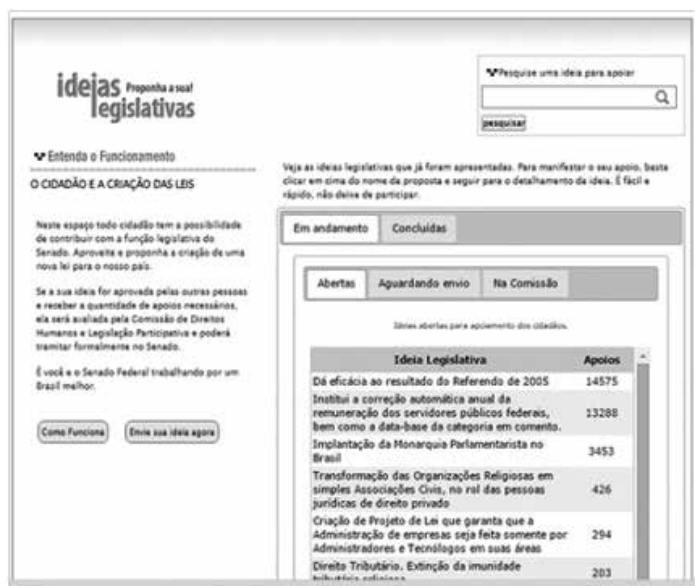 ideias Proponha a sua!
legislativas
Pesquise uma ideia para apoiar
pesquisar
Entenda o Funcionamento
O CIDADÃO E A CRIAÇÃO DAS LEIS
Neste espaço todo cidadão tem a possibilidade
de contribuir com a função legislativa do
Senado. Aproveite e proponha a criação de uma
nova lei para o nosso país.
Se a sua ideia for aprovada pelas outras pessoas
e receber a quantidade de apoios necessários,
ela será avaliada pela Comissão de Direitos
Humanos e Legislação Participativa e poderá
tramitar formalmente no Senado.
É você e o Senado Federal trabalhando por um
Brasil melhor.
Como Funciona
Envie sua ideia agora
Veja as ideias legislativas que já foram apresentadas. Para manifestar o seu apoio, basta
clicar em cima do nome da proposta e seguir para o detalhamento da ideia. É fácil e
rápido, não deixe de participar.
Em andamento Concluídas
Abertas Aguardando envio Na Comissão
Ideias abertas para apoiamento dos cidadãos.
Ideia Legislativa Apoios
Dá eficácia ao resultado do Referendo de 2005 14575
Institui a correção automática anual da
remuneração dos servidores públicos federais, 13288
bem como a data-base da categoria em comento.
Implantação da Monarquia Parlamentarista no
Brasil 3453
Transformação das Organizações Religiosas em
simples Associações Civis, no rol das pessoas 426
jurídicas de direito privado
Criação de Projeto de Lei que garanta que a
Administração de empresas seja feita somente por 294
Administradores e Tecnólogos em suas áreas
Direito Tributário. Extinção da imunidade 203
tributária religiosa